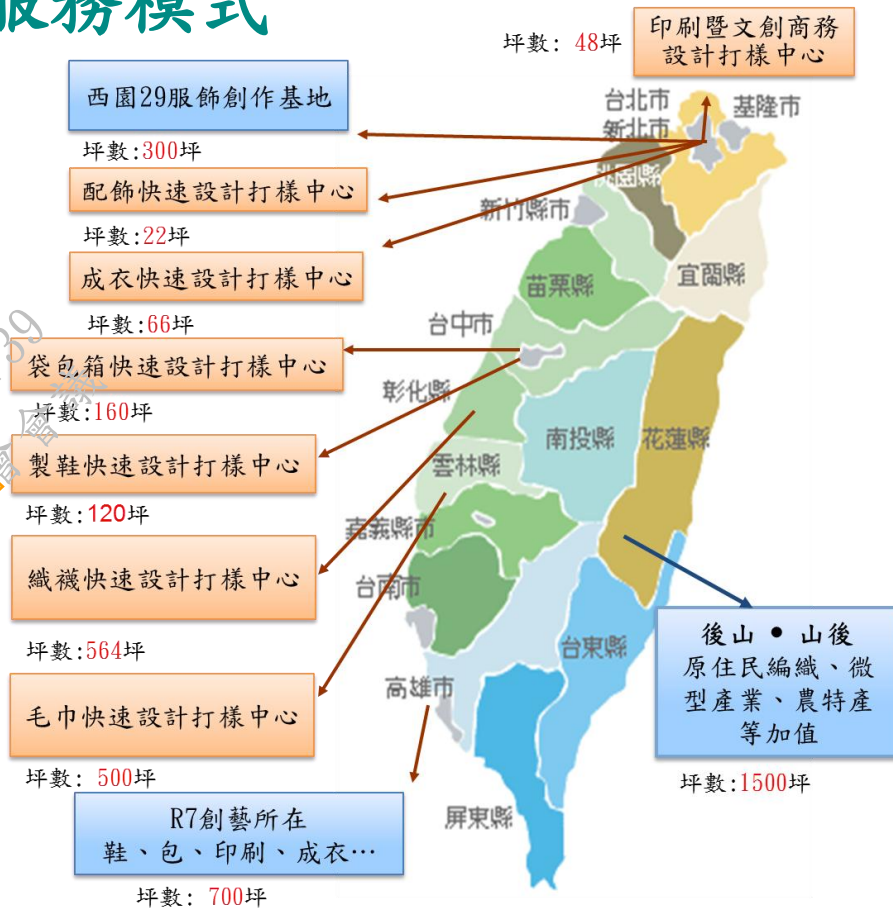 服務模式
坪數: 48坪
印刷暨文創商務
設計打樣中心
西園29服飾創作基地
坪數:300坪
配飾快速設計打樣中心
坪數:22坪
成衣快速設計打樣中心
坪數:66坪
袋包箱快速設計打樣中心
坪數:160坪
製鞋快速設計打樣中心
坪數:120坪
織襪快速設計打樣中心
坪數:564坪
毛巾快速設計打樣中心
坪數: 500坪
R7創藝所在
鞋、包、印刷、成衣…
坪數: 700坪
台北市
基隆市
新北市
桃園縣
新竹縣市
宜蘭縣
苗栗縣
台中市
彰化縣
南投縣
花蓮縣
雲林縣
嘉義縣市
台南市
台東縣
高雄市
屏東縣
後山 • 山後
原住民編織、微
型產業、農特產
等加值
坪數:1500坪
39
會議